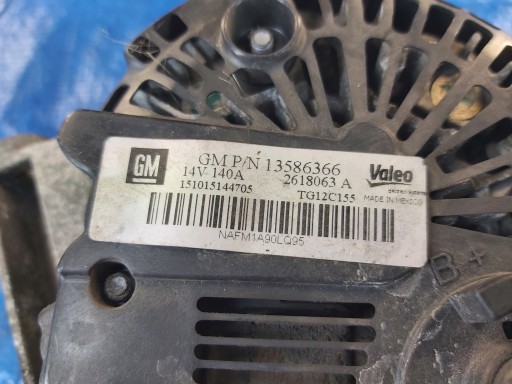 GM
GM P/N 13586366
14V 140A 2618063 A
151015144705 TG12C155
Valeo
MADE IN MEXICO
NAFM1A90LQ95
B+